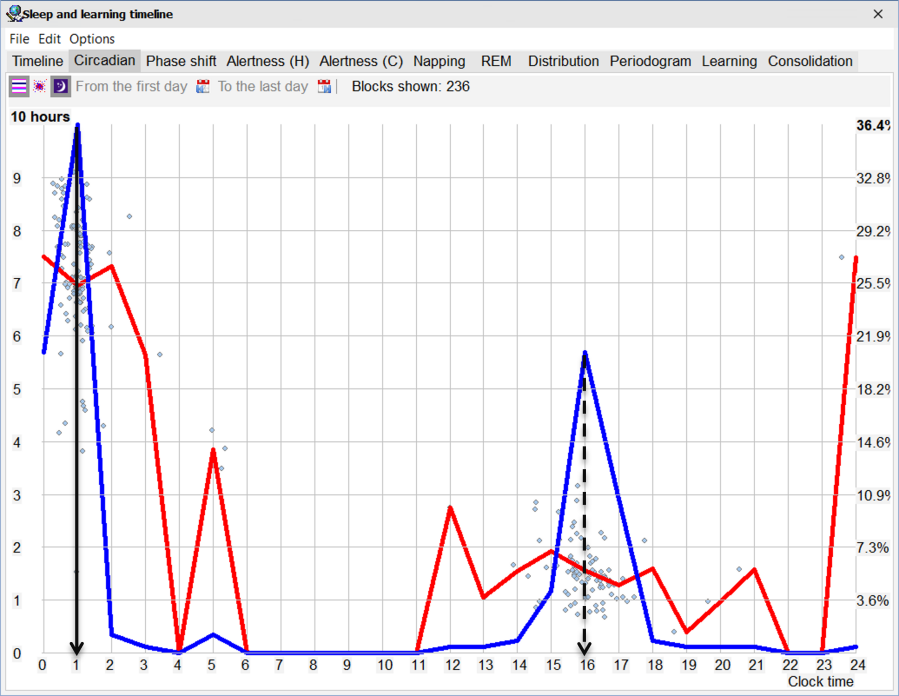 Sleep and learning timeline
File Edit Options
Timeline Circadian Phase shift Alertness (H) Alertness (C) Napping REM Distribution Periodogram Learning Consolidation
From the first day To the last day Blocks shown: 236
10 hours 36.4%
9 32.8%
8 29.2%
7 25.5%
6 21.9%
5 18.2%
4 14.6%
3 10.9%
2 7.3%
1 3.6%
0
0 1 2 3 4 5 6 7 8 9 10 11 12 13 14 15 16 17 18 19 20 21 22 23 24
Clock time